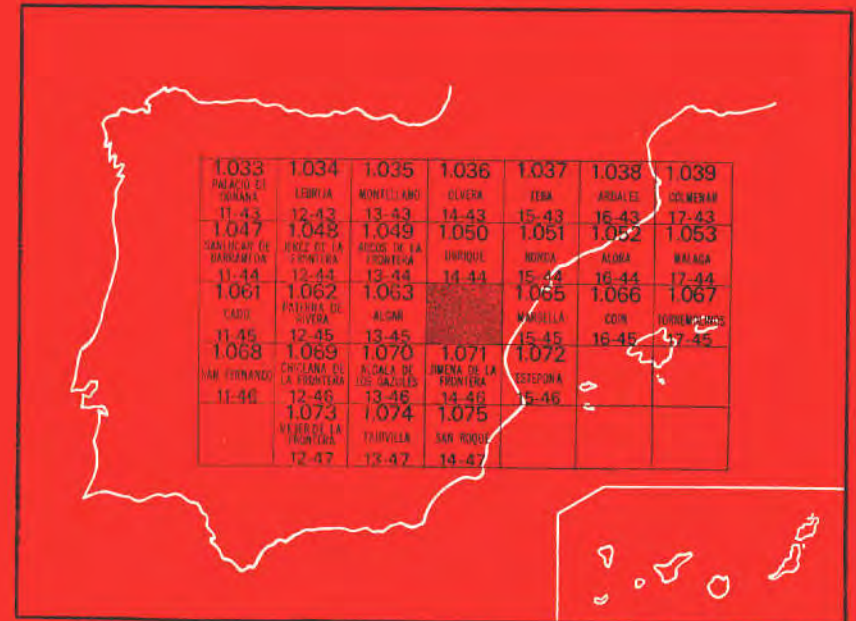 1.033 1.034 1.035 1.036 1.037 1.038 1.039
PALACIO DE DOÑANA LEBRIJA MONTELLANO OLVERA TEBA ARDALES COLMENAR
11-43 12-43 13-43 14-43 15-43 16-43 17-43
1.047 1.048 1.049 1.050 1.051 1.052 1.053
SANLUCAR DE BARRAMEDA JEREZ DE LA FRONTERA ARCOS DE LA FRONTERA UBRIQUE RONDA ALORA MALAGA
11-44 12-44 13-44 14-44 15-44 16-44 17-44
1.061 1.062 1.063 1.065 1.066 1.067
CADIZ PATERNA DE RIVERA ALGAR MARBELLA COIN TORREMOLINOS
11-45 12-45 13-45 15-45 16-45 17-45
1.068 1.069 1.070 1.071 1.072
SAN FERNANDO CHICLANA DE LA FRONTERA ALCALA DE LOS GAZULES JIMENA DE LA FRONTERA ESTEPONA
11-46 12-46 13-46 14-46 15-46
1.073 1.074 1.075
VEJER DE LA FRONTERA TAHIVILLA SAN ROQUE
12-47 13-47 14-47